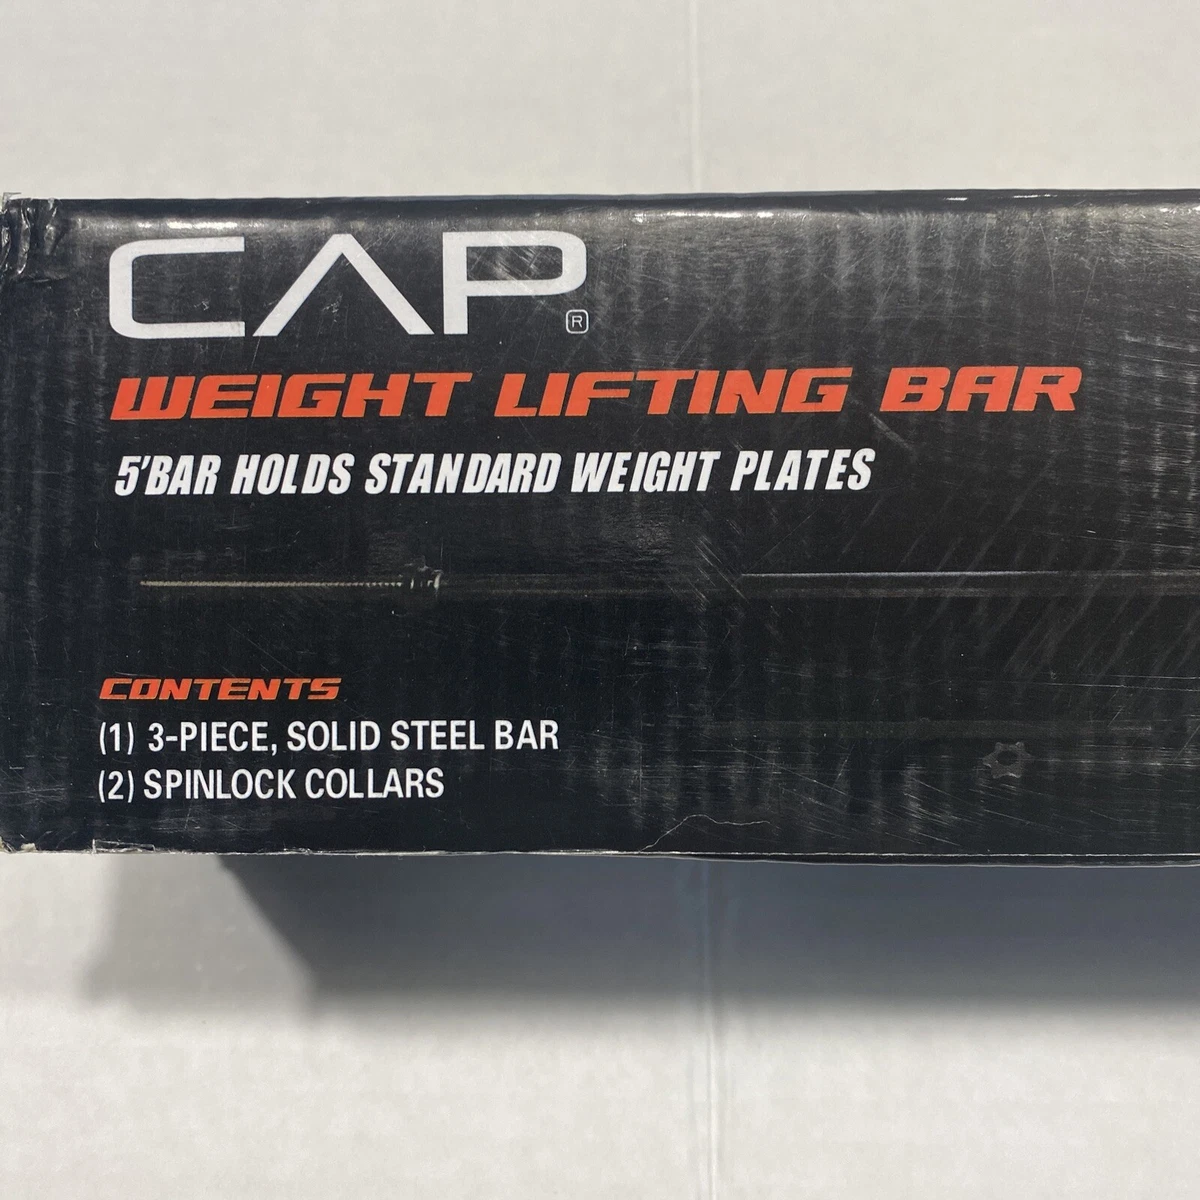 CAP®
WEIGHT LIFTING BAR
5'BAR HOLDS STANDARD WEIGHT PLATES
CONTENTS
(1) 3-PIECE, SOLID STEEL BAR
(2) SPINLOCK COLLARS